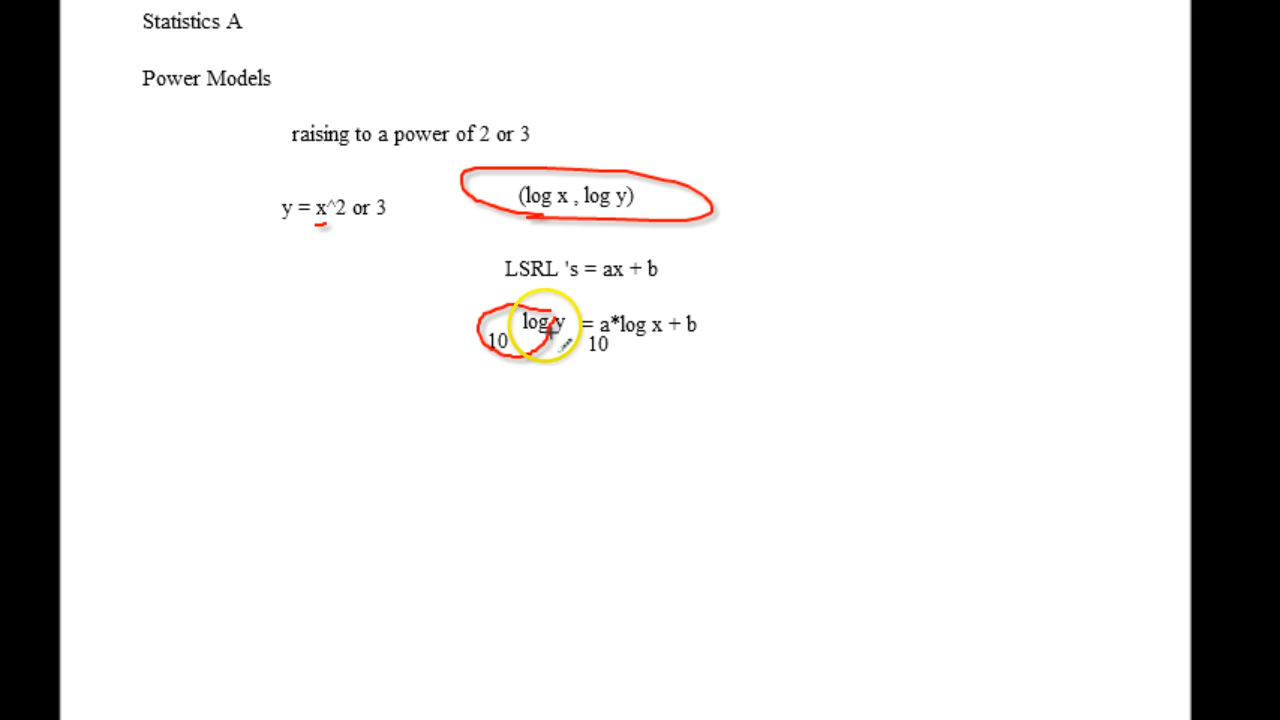 Statistics A
Power Models
raising to a power of 2 or 3
(log x , log y)
y = x^2 or 3
LSRL 's = ax + b
log y = a*log x + b
10 10